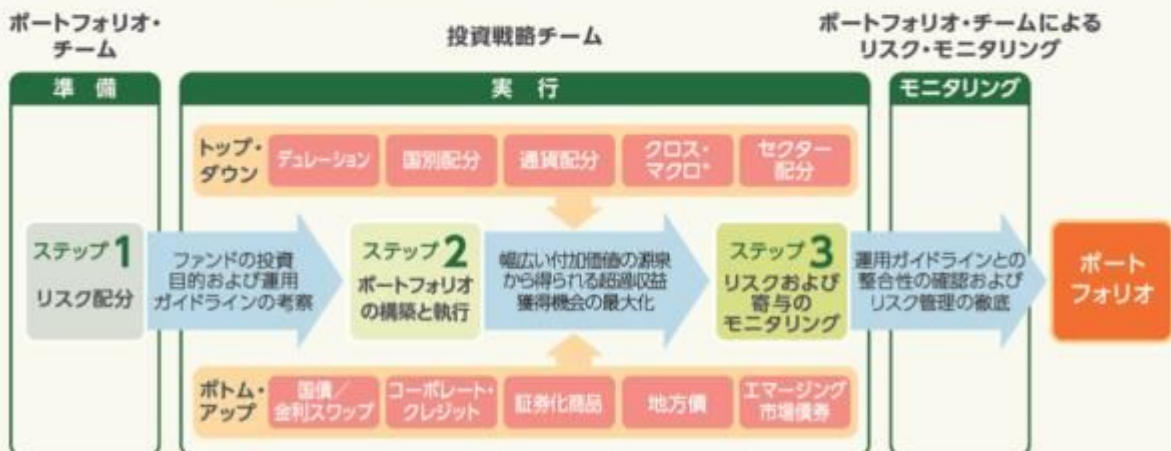 ポートフォリオ・
チーム
投資戦略チーム
ポートフォリオ・チームによる
リスク・モニタリング
準 備
実 行
モニタリング
トップ・
ダウン
デュレーション
国別配分
通貨配分
クロス・
マクロ*
セクター
配分
ステップ1
リスク配分
ファンドの投資
目的および運用
ガイドラインの考察
ステップ2
ポートフォリオ
の構築と執行
幅広い付加価値の源泉
から得られる超過収益
獲得機会の最大化
ステップ3
リスクおよび
寄与の
モニタリング
運用ガイドラインとの
整合性の確認および
リスク管理の徹底
ポート
フォリオ
ボトム・
アップ
国債/
金利スワップ
コーポレート・
クレジット
証券化商品
地方債
エマージング
市場債券